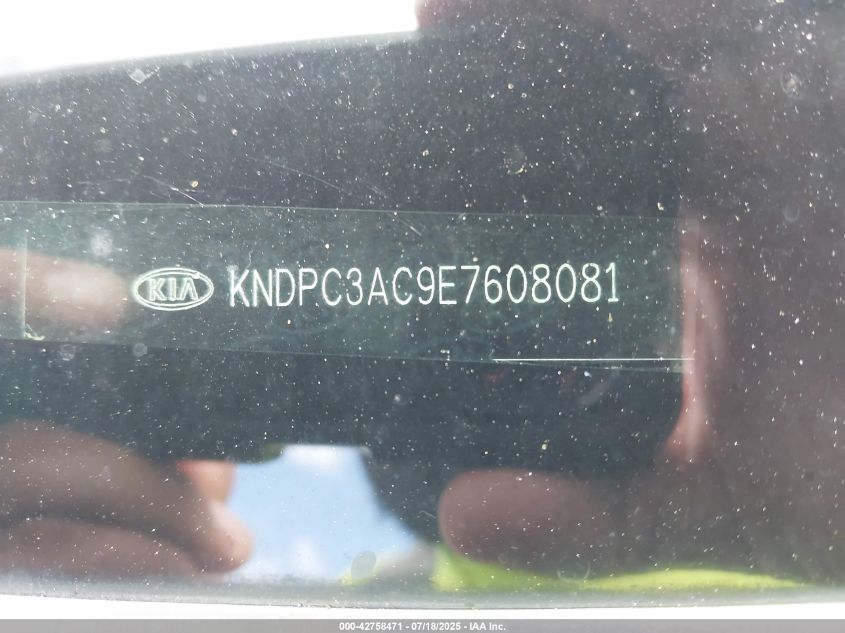 KIA KNDPC3AC9E7608081
000-42758471 - 07/18/2025 - IAA Inc.